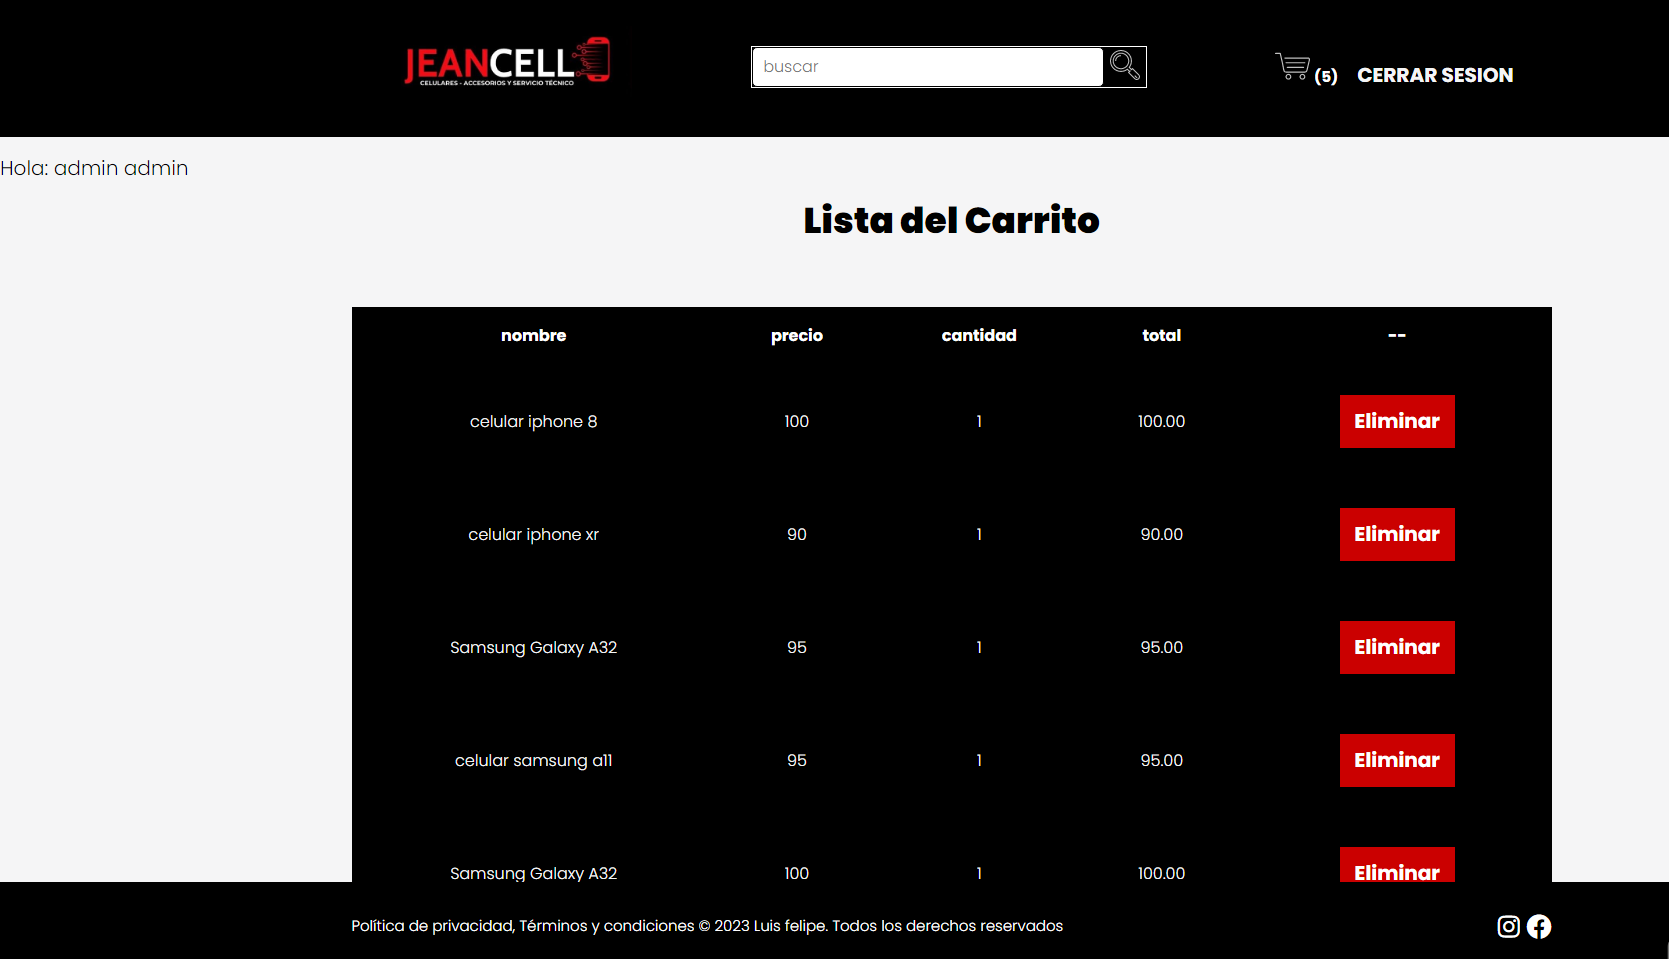 JEANCELL
CELULARES - ACCESORIOS Y SERVICIO TÉCNICO
buscar
(5) CERRAR SESION
Hola: admin admin
Lista del Carrito
nombre precio cantidad total --
celular iphone 8 100 1 100.00 Eliminar
celular iphone xr 90 1 90.00 Eliminar
Samsung Galaxy A32 95 1 95.00 Eliminar
celular samsung a11 95 1 95.00 Eliminar
Samsung Galaxy A32 100 1 100.00 Eliminar
Política de privacidad, Términos y condiciones © 2023 Luis felipe. Todos los derechos reservados